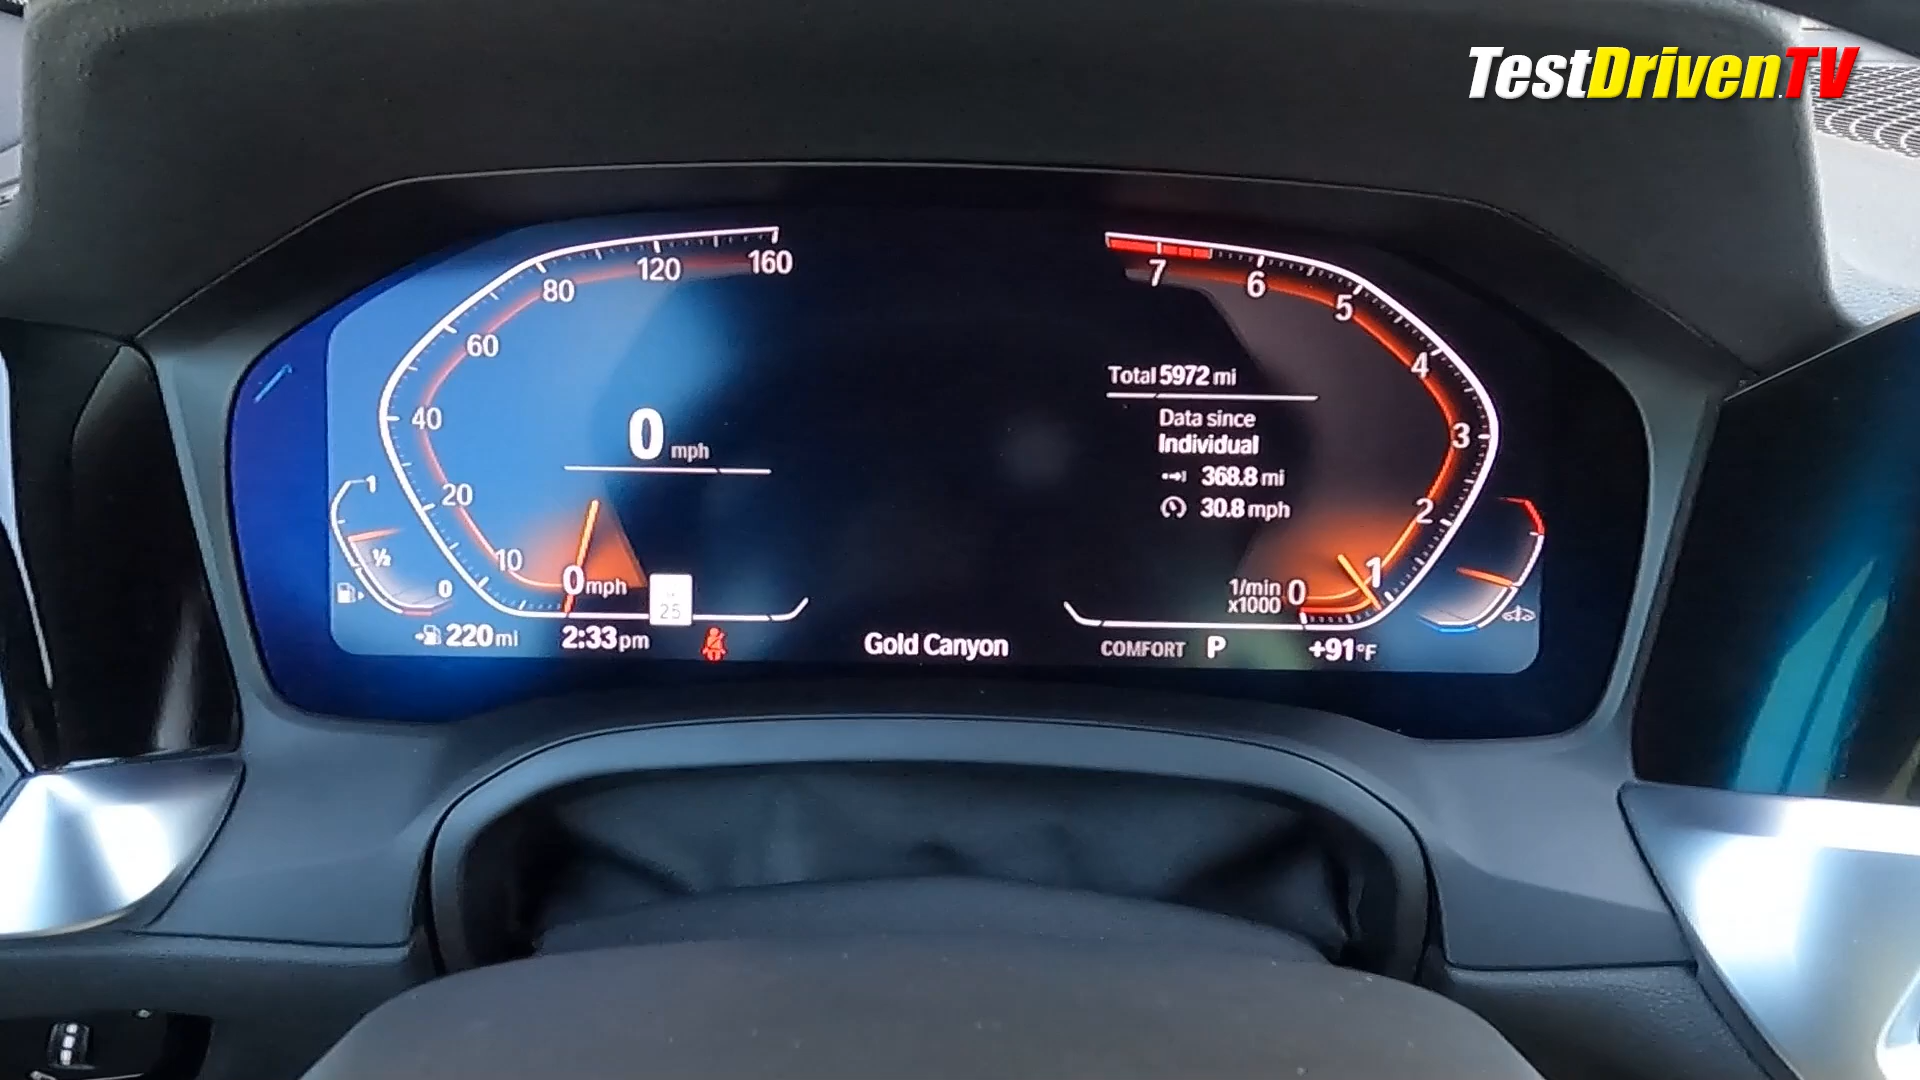 TestDriven.TV
160
120
80
60
40
20
10
0 mph
0 mph
25
1
1/2
0
220 mi
2:33 pm
Gold Canyon
7
6
5
4
3
2
1
0
1/min
x1000
Total 5972 mi
Data since
Individual
368.8 mi
30.8 mph
COMFORT P
+91°F